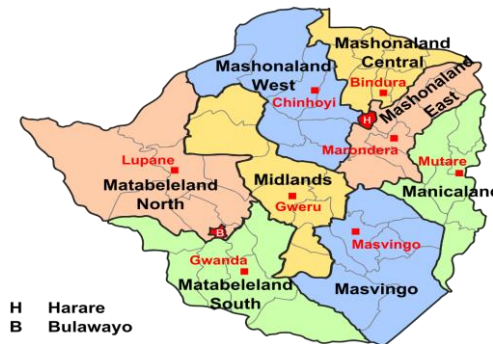 Mashonaland
Central
Bindura
Mashonaland
West
Chinhoyi
Mashonaland
East
H
Marondera
Lupane
Matabeleland
North
Midlands
Gweru
Mutare
Manicaland
B
Masvingo
Gwanda
Matabeleland
South
Masvingo
H Harare
B Bulawayo